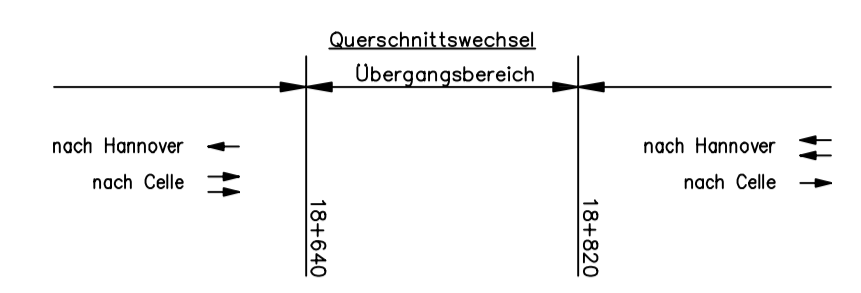 Querschnittswechsel
Übergangsbereich
nach Hannover
nach Celle
nach Hannover
nach Celle
18+640
18+820